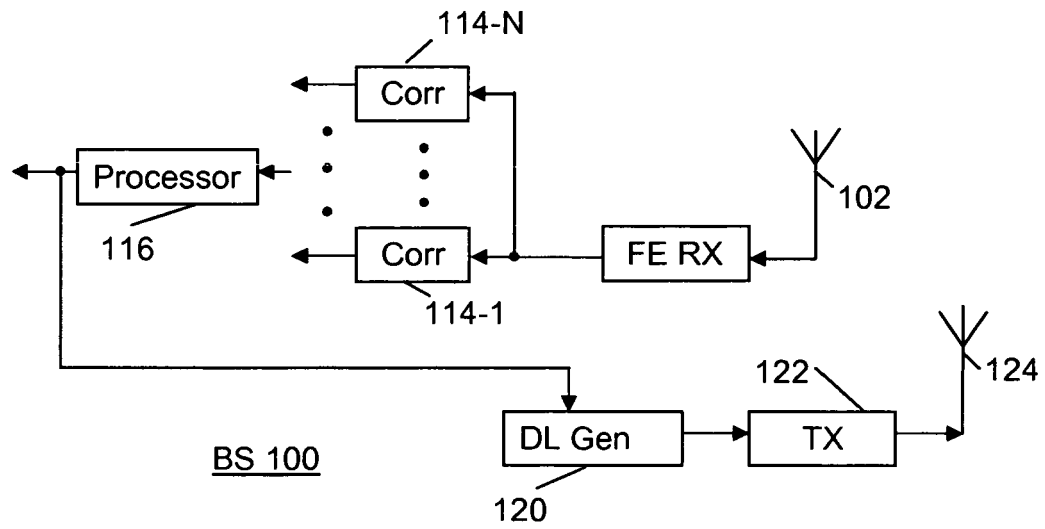 114-N
Corr
Processor
102
116
Corr
FE RX
114-1
122
124
DL Gen
TX
BS 100
120